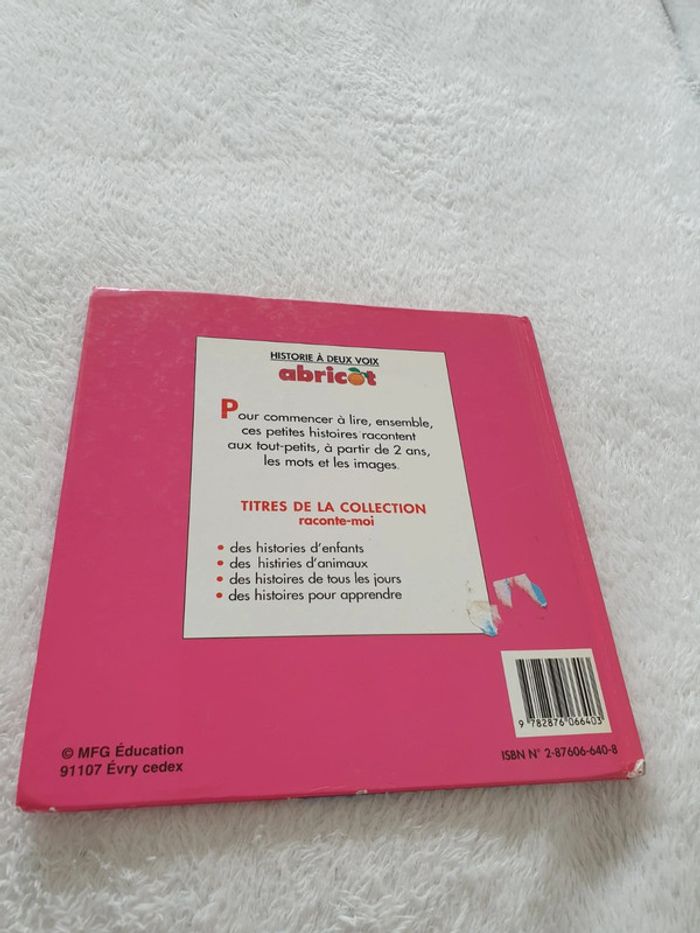 HISTORIE À DEUX VOIX
abricot
Pour commencer à lire, ensemble,
ces petites histoires racontent
aux tout-petits, à partir de 2 ans,
les mots et les images.
TITRES DE LA COLLECTION
raconte-moi
• des histories d'enfants
• des histiries d'animaux
• des histoires de tous les jours
• des histoires pour apprendre
9 782876 066403
© MFG Éducation
91107 Évry cedex
ISBN N° 2-87606-640-8